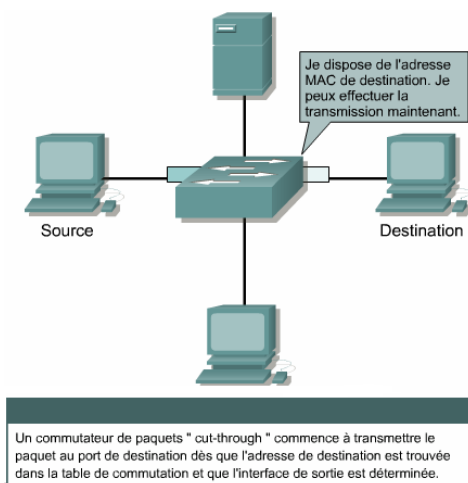 Je dispose de l'adresse
MAC de destination. Je
peux effectuer la
transmission maintenant.
Source
Destination
Un commutateur de paquets " cut-through " commence à transmettre le
paquet au port de destination dès que l'adresse de destination est trouvée
dans la table de commutation et que l'interface de sortie est déterminée.